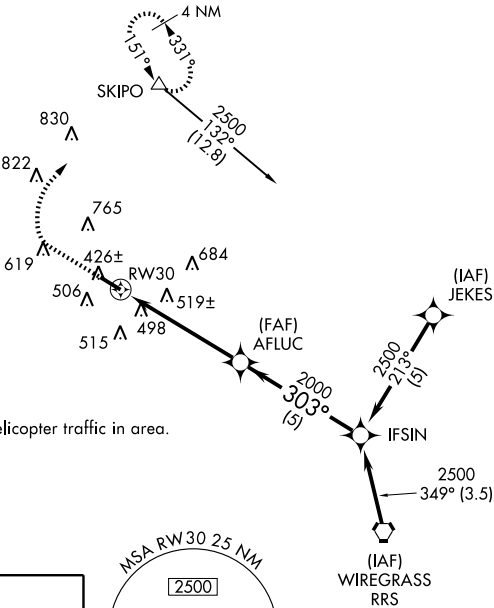 4 NM
151°
331°
SKIPO
2500
132°
(12.8)
830
822
765
619
426±
684
RW30
506
519±
498
515
(IAF)
JEKES
(FAF)
AFLUC
2500
213°
(5)
2000
303°
(5)
elicopter traffic in area.
IFSIN
2500
349° (3.5)
(IAF)
WIREGRASS
RRS
MSA RW30 25 NM
2500